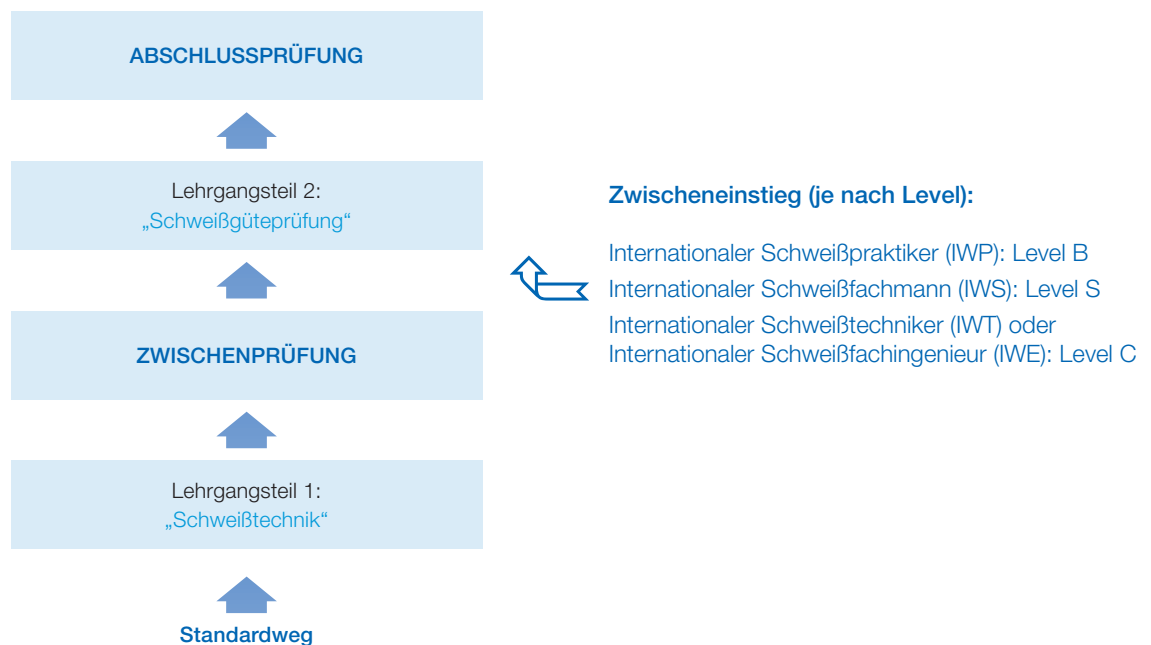 ABSCHLUSSPRÜFUNG
Lehrgangsteil 2:
„Schweißgüteprüfung“
ZWISCHENPRÜFUNG
Lehrgangsteil 1:
„Schweißtechnik“
Standardweg
Zwischeneinstieg (je nach Level):
Internationaler Schweißpraktiker (IWP): Level B
Internationaler Schweißfachmann (IWS): Level S
Internationaler Schweißtechniker (IWT) oder
Internationaler Schweißfachingenieur (IWE): Level C